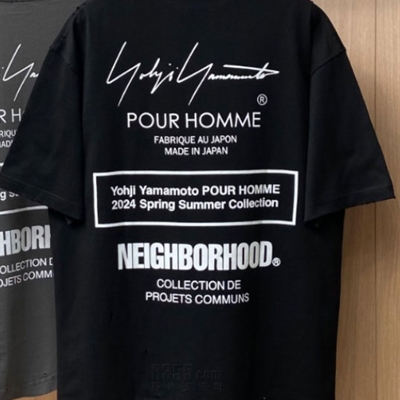 Yohji Yamamoto
®
POUR HOMME
FABRIQUE AU JAPON
MADE IN JAPAN
Yohji Yamamoto POUR HOMME
2024 Spring Summer Collection
NEIGHBORHOOD®
COLLECTION DE
PROJETS COMMUNS